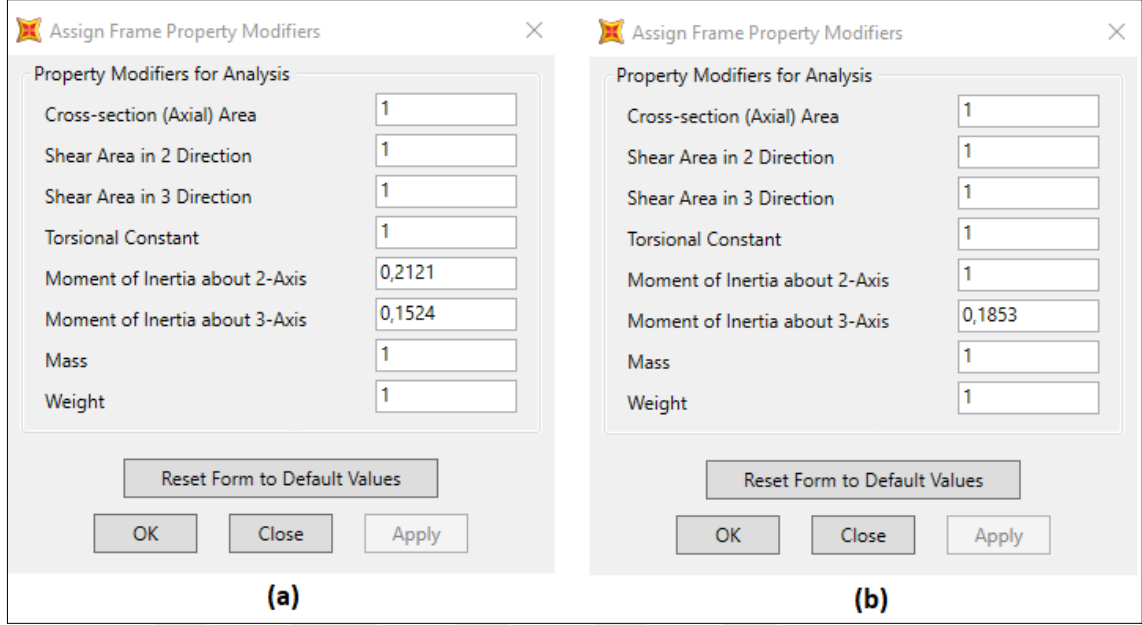 Assign Frame Property Modifiers
Property Modifiers for Analysis
Cross-section (Axial) Area 1
Shear Area in 2 Direction 1
Shear Area in 3 Direction 1
Torsional Constant 1
Moment of Inertia about 2-Axis 0,2121
Moment of Inertia about 3-Axis 0,1524
Mass 1
Weight 1
Reset Form to Default Values
OK Close Apply
(a)
Assign Frame Property Modifiers
Property Modifiers for Analysis
Cross-section (Axial) Area 1
Shear Area in 2 Direction 1
Shear Area in 3 Direction 1
Torsional Constant 1
Moment of Inertia about 2-Axis 1
Moment of Inertia about 3-Axis 0,1853
Mass 1
Weight 1
Reset Form to Default Values
OK Close Apply
(b)